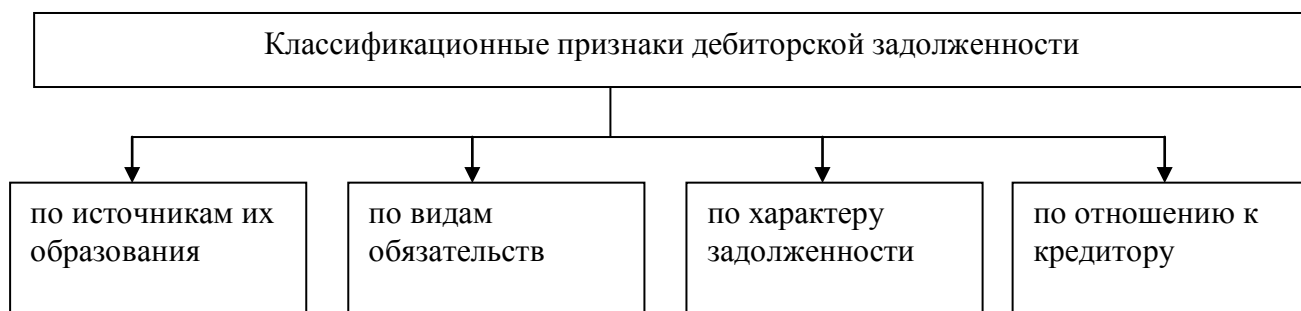 Классификационные признаки дебиторской задолженности
по источникам их
образования
по видам
обязательств
по характеру
задолженности
по отношению к
кредитору